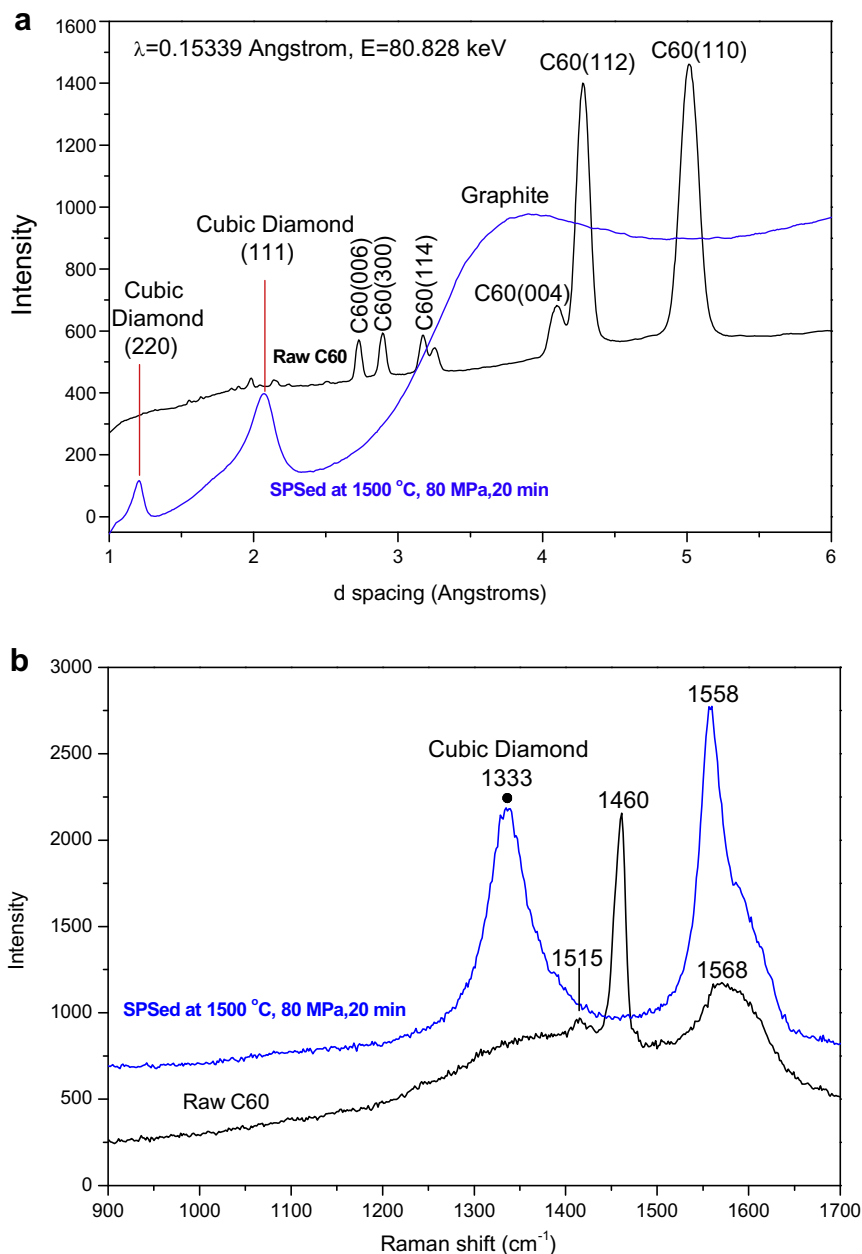 a
λ=0.15339 Angstrom, E=80.828 keV
C60(112)
C60(110)
Graphite
Cubic Diamond
(111)
Cubic
Diamond
(220)
C60(006)
C60(300)
C60(114)
C60(004)
Raw C60
SPSed at 1500 °C, 80 MPa,20 min
Intensity
1600
1400
1200
1000
800
600
400
200
0
1 2 3 4 5 6
d spacing (Angstroms)
b
1558
Cubic Diamond
1333
1460
1515
1568
SPSed at 1500 °C, 80 MPa,20 min
Raw C60
Intensity
3000
2500
2000
1500
1000
500
0
900 1000 1100 1200 1300 1400 1500 1600 1700
Raman shift (cm⁻¹)